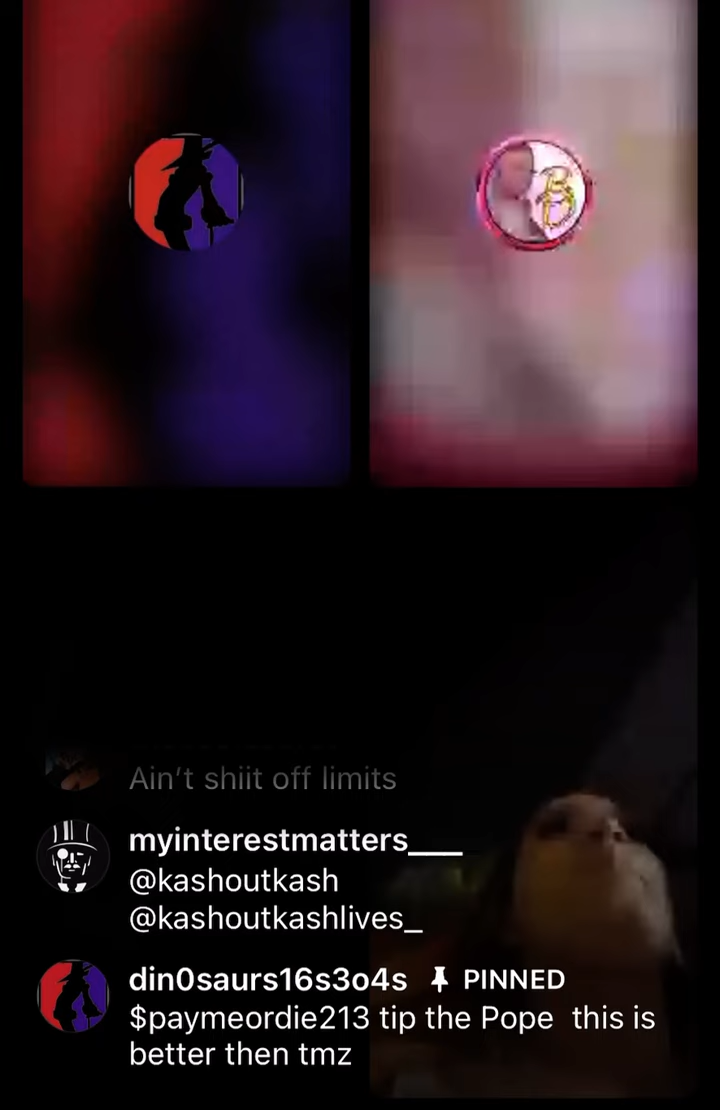 B
Ain't shiit off limits
myinterestmatters___
@kashoutkash
@kashoutkashlives_
din0saurs16s3o4s PINNED
$paymeordie213 tip the Pope this is
better then tmz